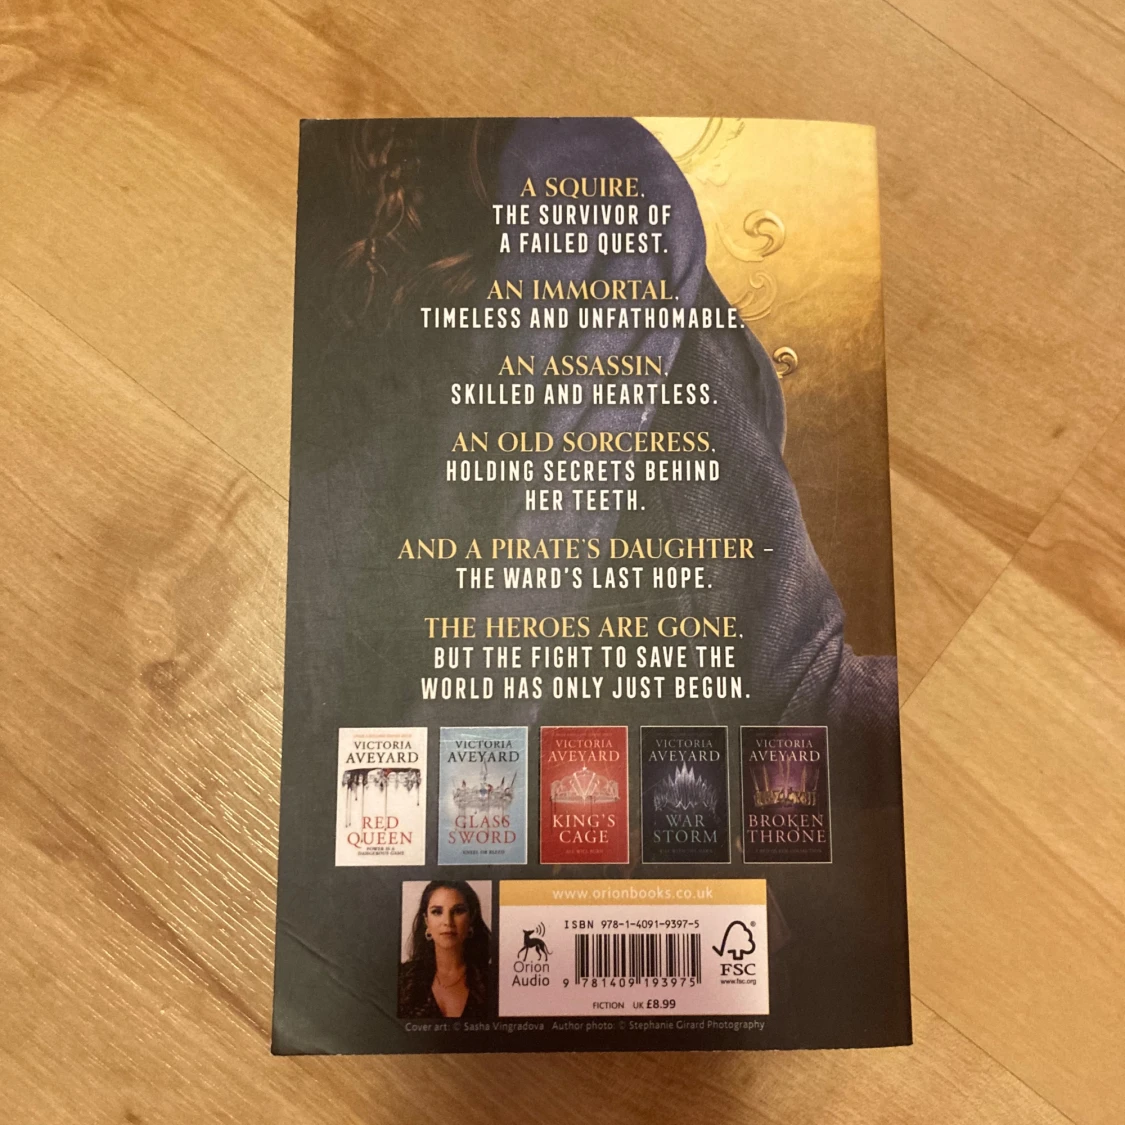 A SQUIRE,
THE SURVIVOR OF
A FAILED QUEST.
AN IMMORTAL,
TIMELESS AND UNFATHOMABLE.
AN ASSASSIN,
SKILLED AND HEARTLESS.
AN OLD SORCERESS,
HOLDING SECRETS BEHIND
HER TEETH.
AND A PIRATE'S DAUGHTER –
THE WARD'S LAST HOPE.
THE HEROES ARE GONE,
BUT THE FIGHT TO SAVE THE
WORLD HAS ONLY JUST BEGUN.
VICTORIA
AVEYARD
RED
QUEEN
POWER IS A
DANGEROUS GAME
VICTORIA
AVEYARD
GLASS
SWORD
VICTORIA
AVEYARD
KING'S
CAGE
VICTORIA
AVEYARD
WAR
STORM
VICTORIA
AVEYARD
BROKEN
THRONE
www.orionbooks.co.uk
ISBN 978-1-4091-9397-5
Orion
Audio
9 781409 193975
FSC
www.fsc.org
FICTION UK £8.99
Cover art: © Sasha Vingradova Author photo: © Stephanie Girard Photography